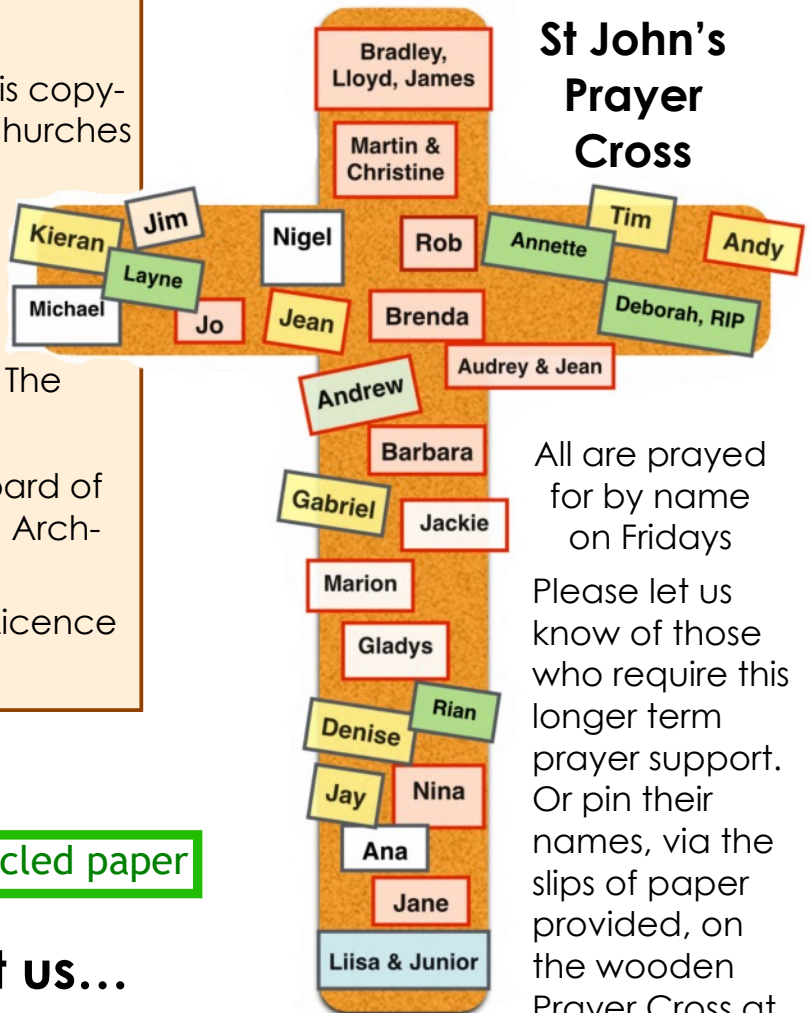 is copy-
hurches
The
oard of
Arch-
icence
cled paper
t us…
St John's
Prayer
Cross
Bradley,
Lloyd, James
Martin &
Christine
Kieran
Jim
Layne
Michael
Jo
Nigel
Jean
Rob
Brenda
Annette
Tim
Andy
Deborah, RIP
Audrey & Jean
Andrew
Barbara
Gabriel
Jackie
Marion
Gladys
Rian
Denise
Jay
Nina
Ana
Jane
Liisa & Junior
All are prayed
for by name
on Fridays
Please let us
know of those
who require this
longer term
prayer support.
Or pin their
names, via the
slips of paper
provided, on
the wooden
Prayer Cross at